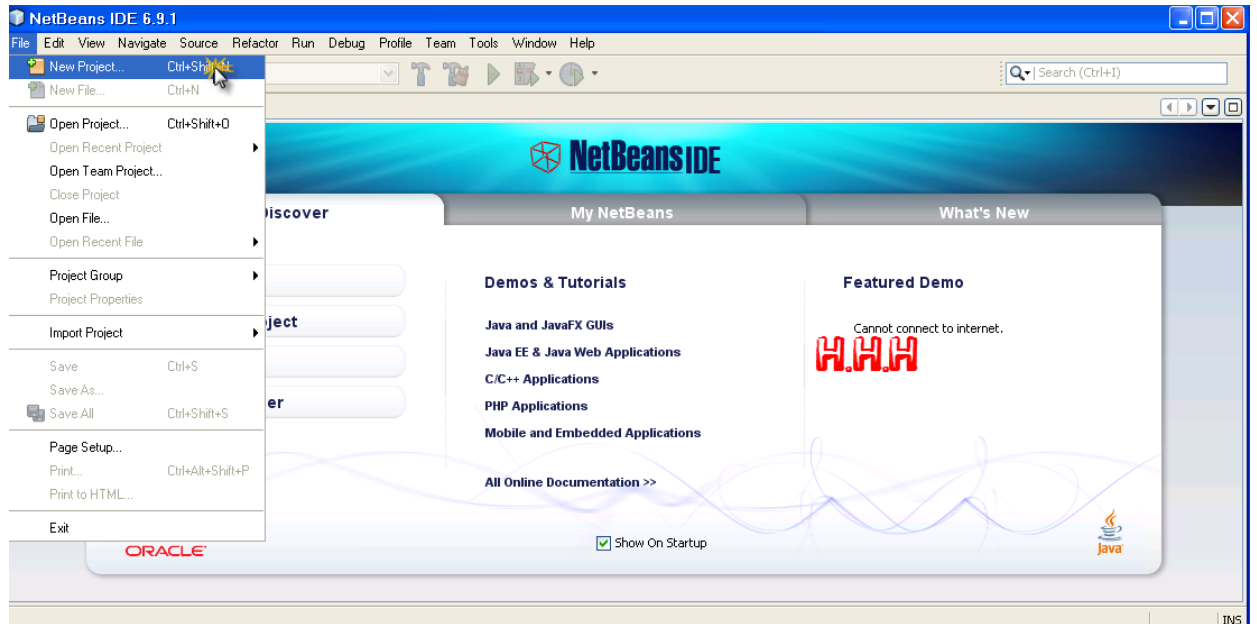 NetBeans IDE 6.9.1
File Edit View Navigate Source Refactor Run Debug Profile Team Tools Window Help
New Project... Ctrl+Shift+N
Search (Ctrl+I)
New File... Ctrl+N
Open Project... Ctrl+Shift+O
Open Recent Project
Open Team Project...
Close Project
Open File...
Open Recent File
Project Group
Project Properties
Import Project
Save Ctrl+S
Save As...
Save All Ctrl+Shift+S
Page Setup...
Print... Ctrl+Alt+Shift+P
Print to HTML...
Exit
NetBeans IDE
Discover
My NetBeans
What's New
ject
er
Demos & Tutorials
Java and JavaFX GUIs
Java EE & Java Web Applications
C/C++ Applications
PHP Applications
Mobile and Embedded Applications
All Online Documentation >>
Featured Demo
Cannot connect to internet.
H.H.H
ORACLE
Show On Startup
Java
INS